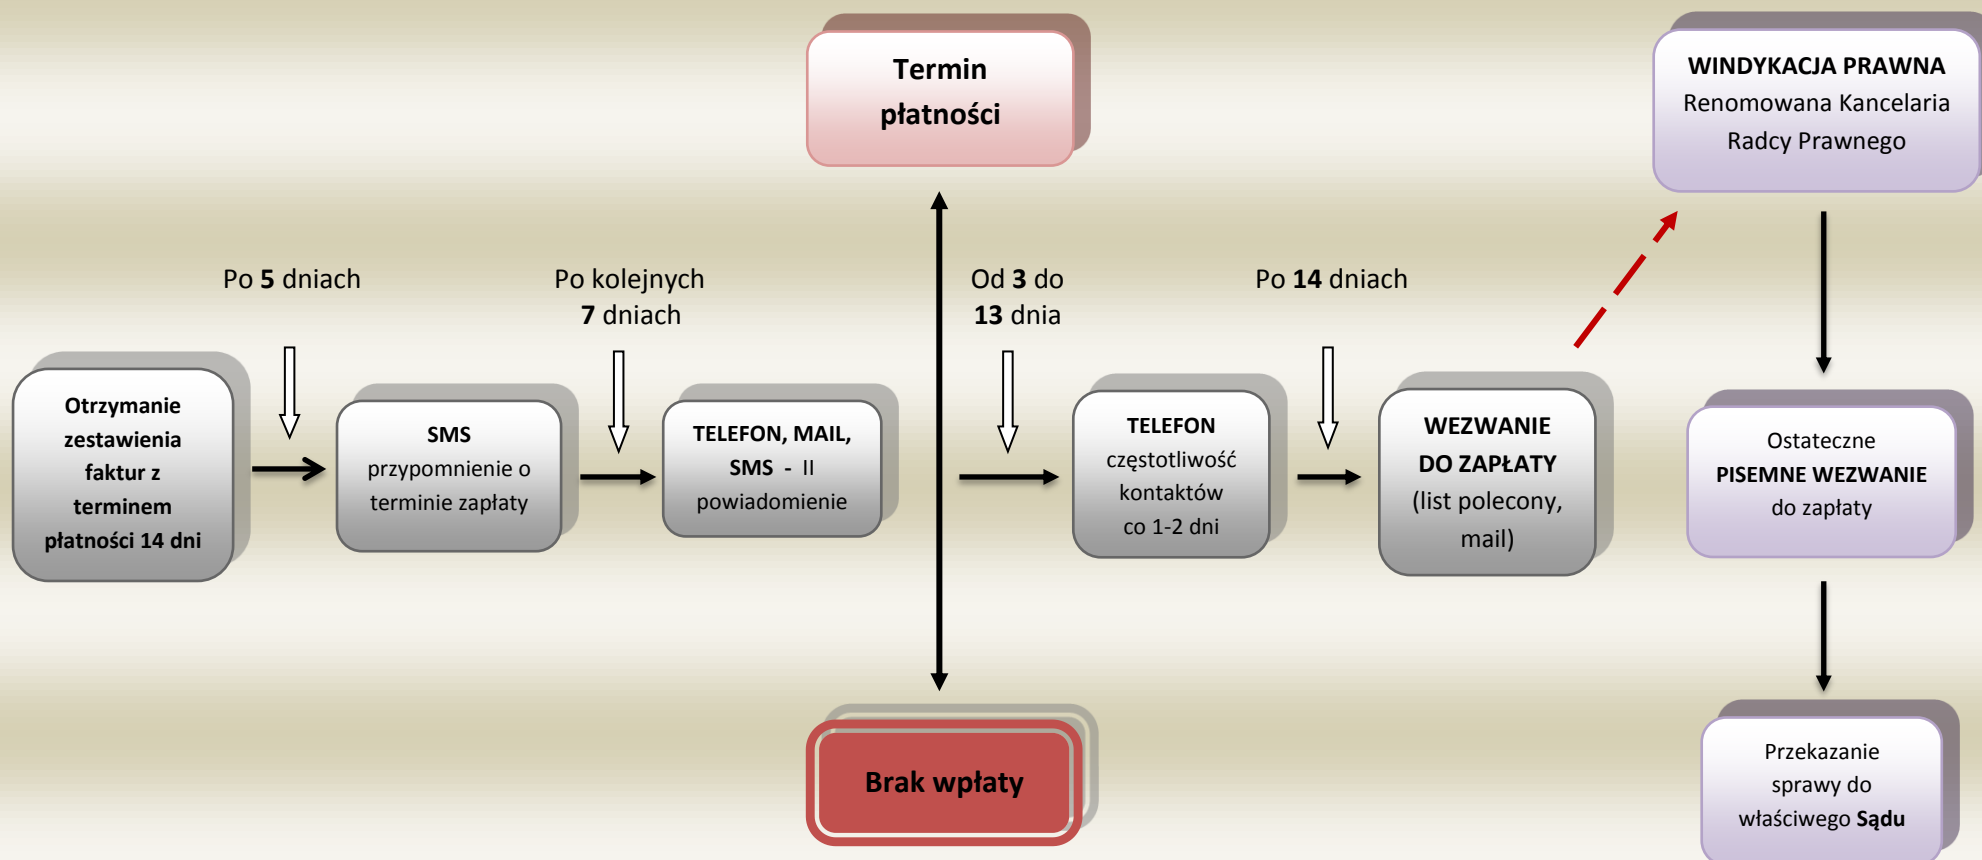 Termin
płatności
WINDYKACJA PRAWNA
Renomowana Kancelaria
Radcy Prawnego
Po 5 dniach
Po kolejnych
7 dniach
Od 3 do
13 dnia
Po 14 dniach
Otrzymanie
zestawienia
faktur z
terminem
płatności 14 dni
SMS
przypomnienie o
terminie zapłaty
TELEFON, MAIL,
SMS - II
powiadomienie
TELEFON
częstotliwość
kontaktów
co 1-2 dni
WEZWANIE
DO ZAPŁATY
(list polecony,
mail)
Ostateczne
PISEMNE WEZWANIE
do zapłaty
Brak wpłaty
Przekazanie
sprawy do
właściwego Sądu